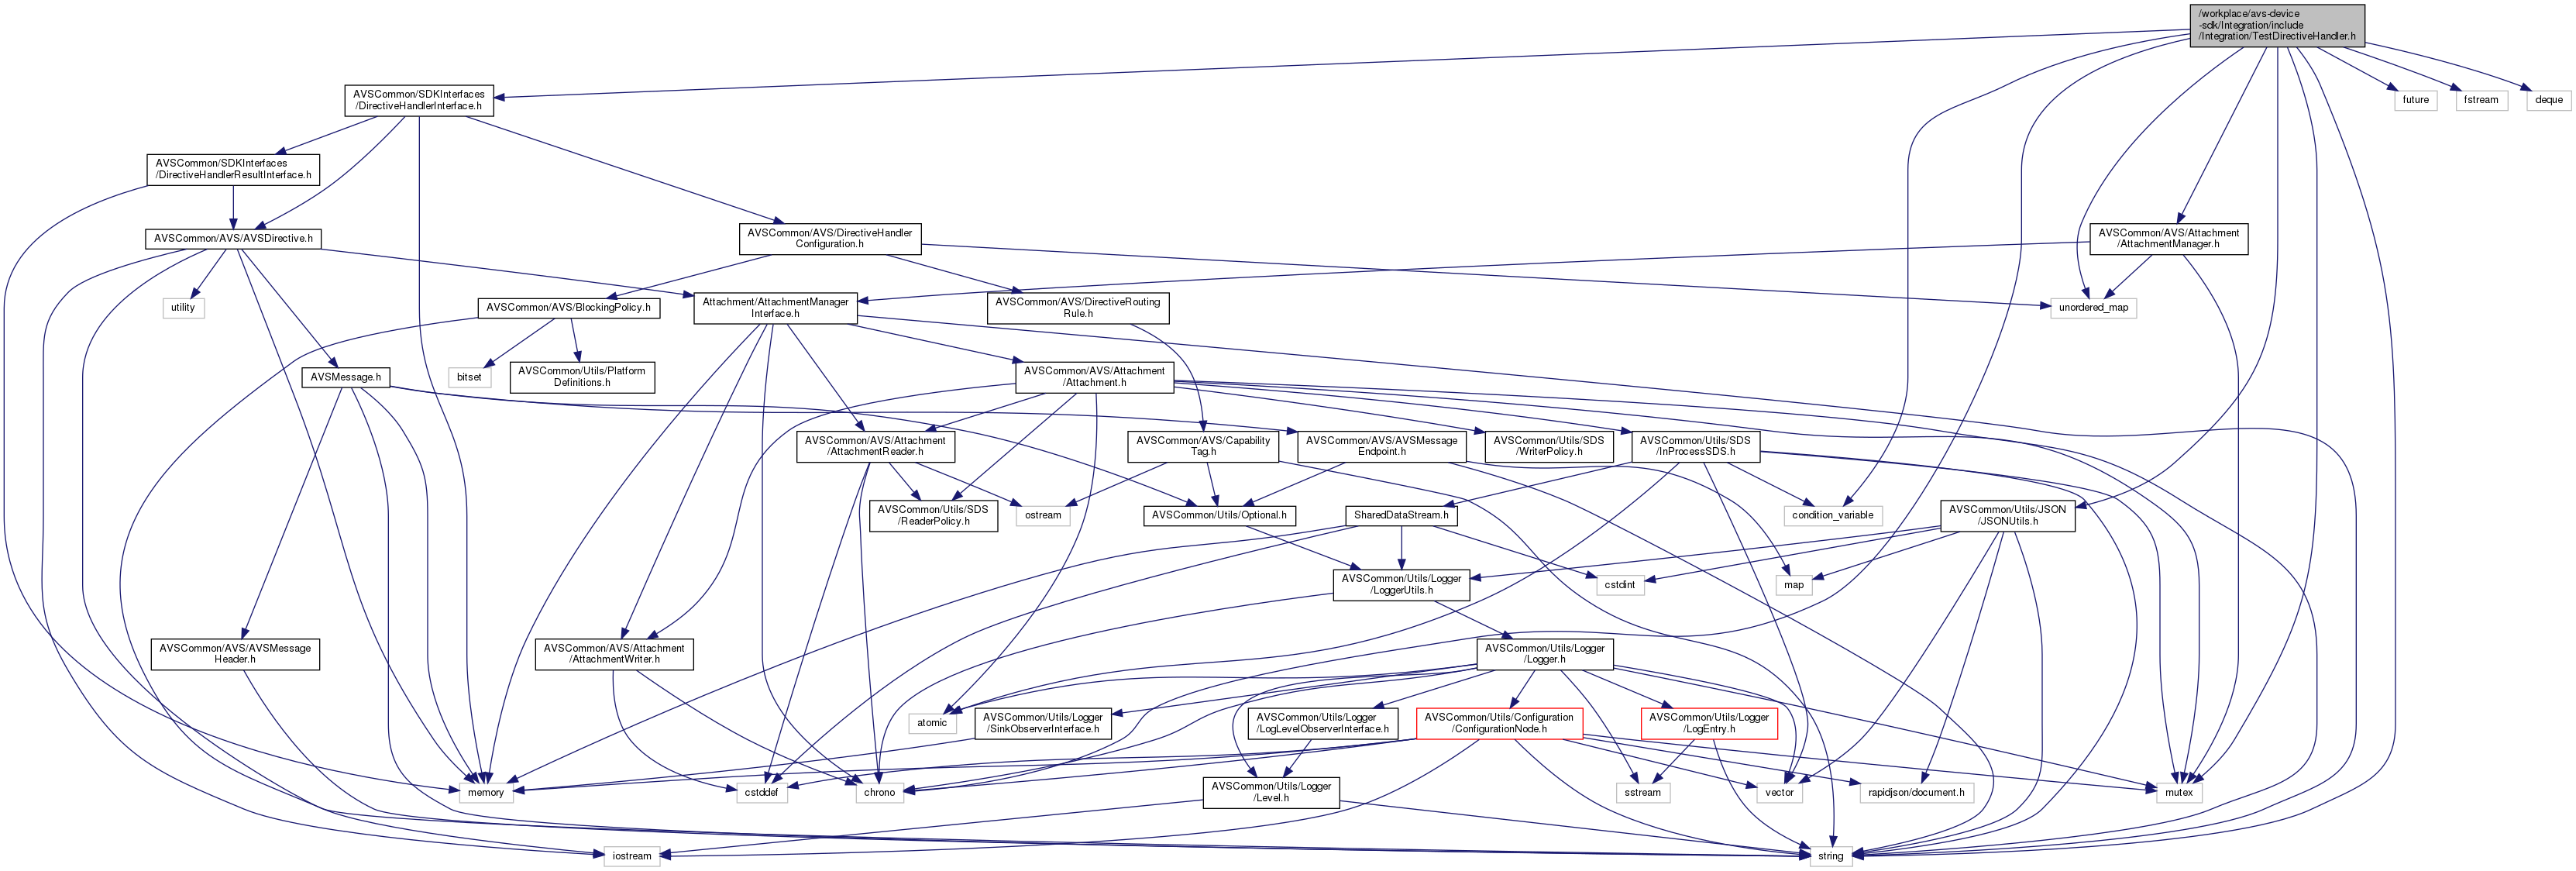 /workplace/avs-device
-sdk/Integration/include
/Integration/TestDirectiveHandler.h
AVSCommon/SDKInterfaces
/DirectiveHandlerInterface.h
future
fstream
deque
AVSCommon/SDKInterfaces
/DirectiveHandlerResultInterface.h
AVSCommon/AVS/AVSDirective.h
AVSCommon/AVS/DirectiveHandler
Configuration.h
AVSCommon/AVS/Attachment
/AttachmentManager.h
utility
AVSCommon/AVS/BlockingPolicy.h
Attachment/AttachmentManager
Interface.h
AVSCommon/AVS/DirectiveRouting
Rule.h
unordered_map
AVSMessage.h
bitset
AVSCommon/Utils/Platform
Definitions.h
AVSCommon/AVS/Attachment
/Attachment.h
AVSCommon/AVS/Attachment
/AttachmentReader.h
AVSCommon/AVS/Capability
Tag.h
AVSCommon/AVS/AVSMessage
Endpoint.h
AVSCommon/Utils/SDS
/WriterPolicy.h
AVSCommon/Utils/SDS
/InProcessSDS.h
AVSCommon/Utils/SDS
/ReaderPolicy.h
ostream
AVSCommon/Utils/Optional.h
SharedDataStream.h
condition_variable
AVSCommon/Utils/JSON
/JSONUtils.h
AVSCommon/Utils/Logger
/LoggerUtils.h
cstdint
map
AVSCommon/AVS/AVSMessage
Header.h
AVSCommon/AVS/Attachment
/AttachmentWriter.h
AVSCommon/Utils/Logger
/Logger.h
atomic
AVSCommon/Utils/Logger
/SinkObserverInterface.h
AVSCommon/Utils/Logger
/LogLevelObserverInterface.h
AVSCommon/Utils/Configuration
/ConfigurationNode.h
AVSCommon/Utils/Logger
/LogEntry.h
memory
cstddef
chrono
AVSCommon/Utils/Logger
/Level.h
sstream
vector
rapidjson/document.h
mutex
iostream
string